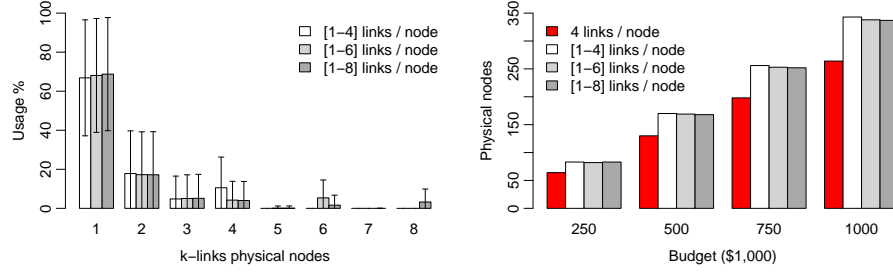 100
80
60
40
20
0
Usage %
[1−4] links / node
[1−6] links / node
[1−8] links / node
1 2 3 4 5 6 7 8
k−links physical nodes
350
250
150
50
0
Physical nodes
4 links / node
[1−4] links / node
[1−6] links / node
[1−8] links / node
250 500 750 1000
Budget ($1,000)